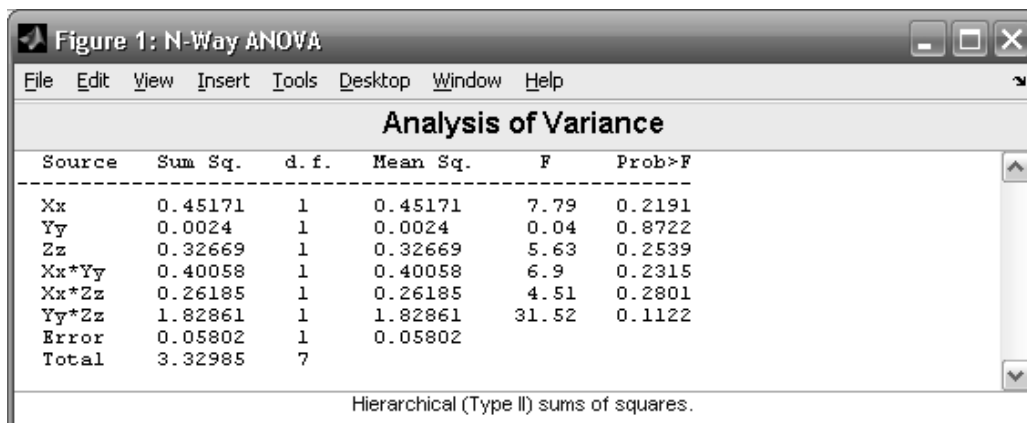 Figure 1: N-Way ANOVA
File Edit View Insert Tools Desktop Window Help
Analysis of Variance
Source Sum Sq. d.f. Mean Sq. F Prob>F
Xx 0.45171 1 0.45171 7.79 0.2191
Yy 0.0024 1 0.0024 0.04 0.8722
Zz 0.32669 1 0.32669 5.63 0.2539
Xx*Yy 0.40058 1 0.40058 6.9 0.2315
Xx*Zz 0.26185 1 0.26185 4.51 0.2801
Yy*Zz 1.82861 1 1.82861 31.52 0.1122
Error 0.05802 1 0.05802
Total 3.32985 7
Hierarchical (Type II) sums of squares.